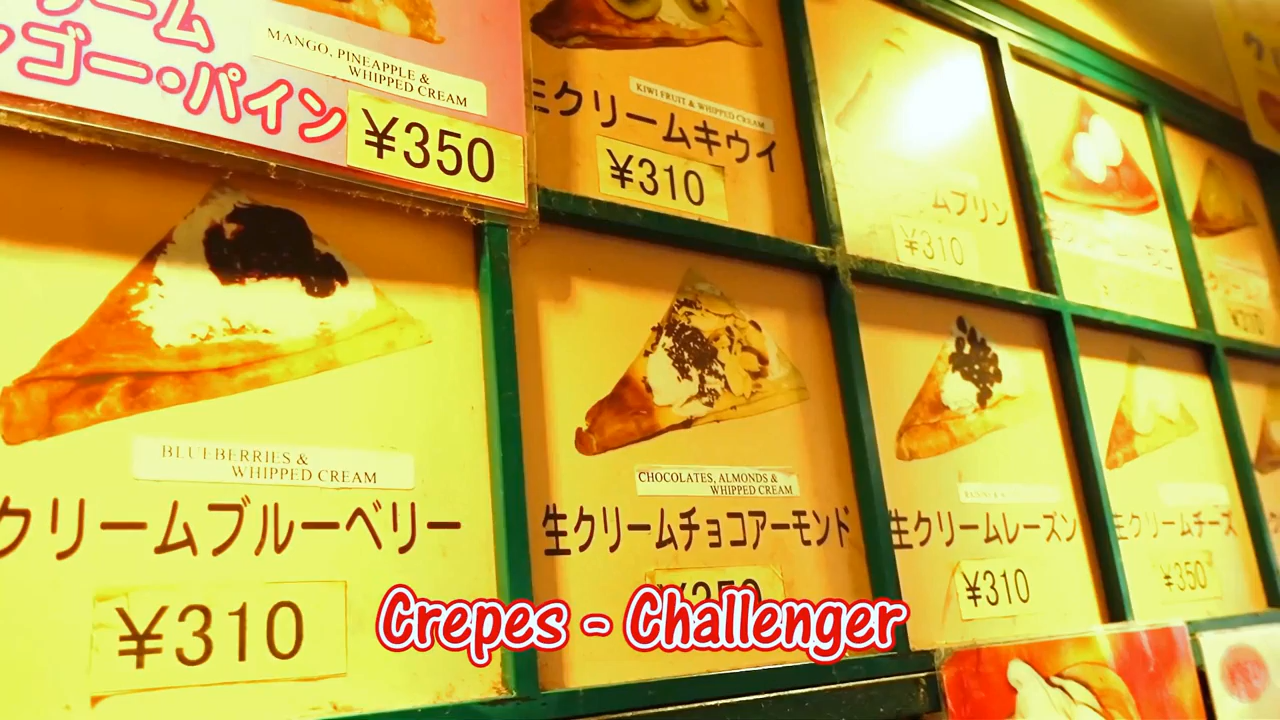 MANGO, PINEAPPLE &
WHIPPED CREAM
ゴー・パイン
¥350
KIWI FRUIT & WHIPPED CREAM
生クリームキウイ
¥310
ムプリン
¥310
BLUEBERRIES &
WHIPPED CREAM
クリームブルーベリー
¥310
CHOCOLATES, ALMONDS &
WHIPPED CREAM
生クリームチョコアーモンド
¥350
生クリームレーズン
¥310
生クリームチーズ
¥350
Crepes - Challenger